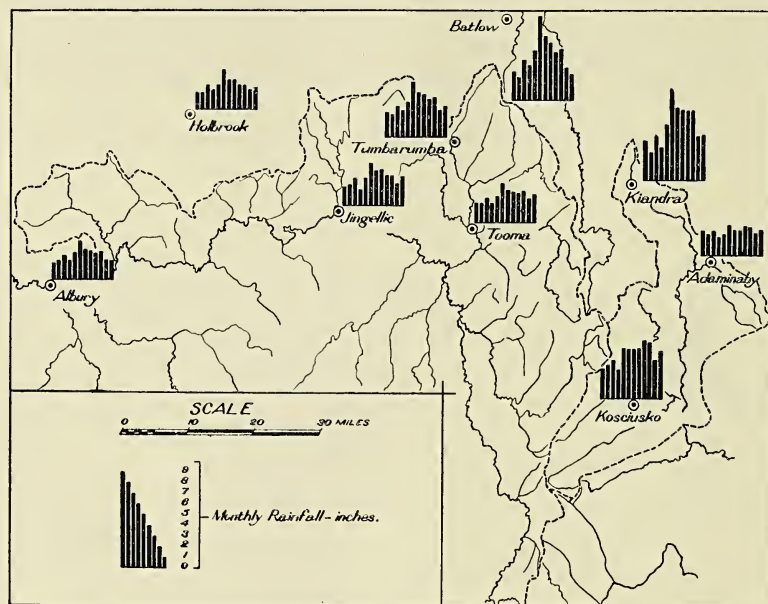 Batlow
Holbrook
Tumbarumba
Kiandra
Jingellic
Tooma
Adaminaby
Albury
Kosciusko
SCALE
0 10 20 30 MILES
9
8
7
6
5
4
3
2
1
0
Monthly Rainfall - inches.